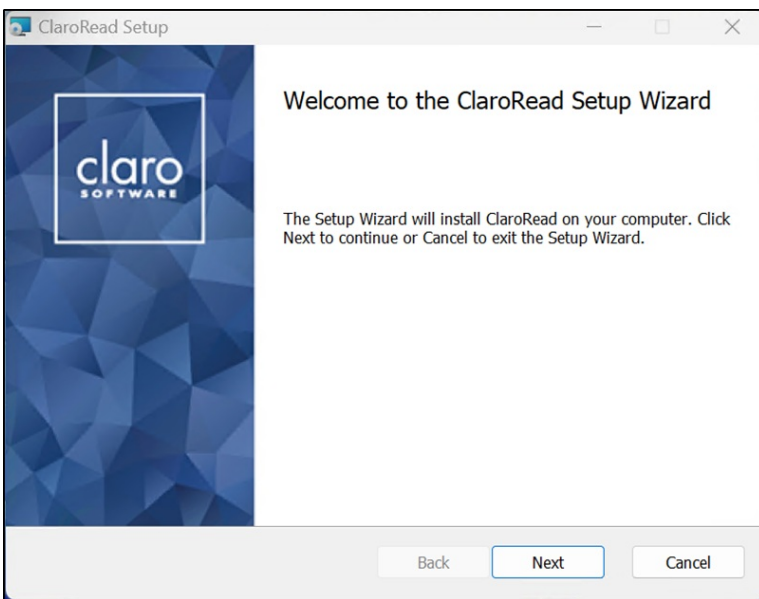 ClaroRead Setup
claro
SOFTWARE
Welcome to the ClaroRead Setup Wizard
The Setup Wizard will install ClaroRead on your computer. Click
Next to continue or Cancel to exit the Setup Wizard.
Back
Next
Cancel